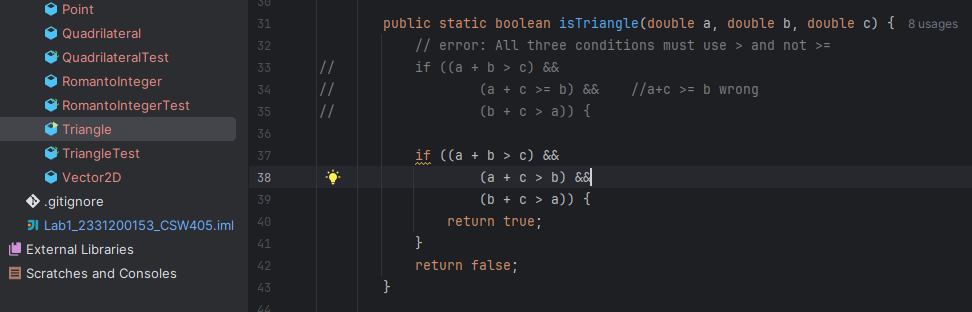 Point
Quadrilateral
QuadrilateralTest
RomantoInteger
RomantoIntegerTest
Triangle
TriangleTest
Vector2D
.gitignore
Lab1_2331200153_CSW405.iml
External Libraries
Scratches and Consoles
30
31 public static boolean isTriangle(double a, double b, double c) { 8 usages
32 // error: All three conditions must use > and not >=
33 // if ((a + b > c) &&
34 // (a + c >= b) && //a+c >= b wrong
35 // (b + c > a)) {
36
37 if ((a + b > c) &&
38 (a + c > b) &&
39 (b + c > a)) {
40 return true;
41 }
42 return false;
43 }
44